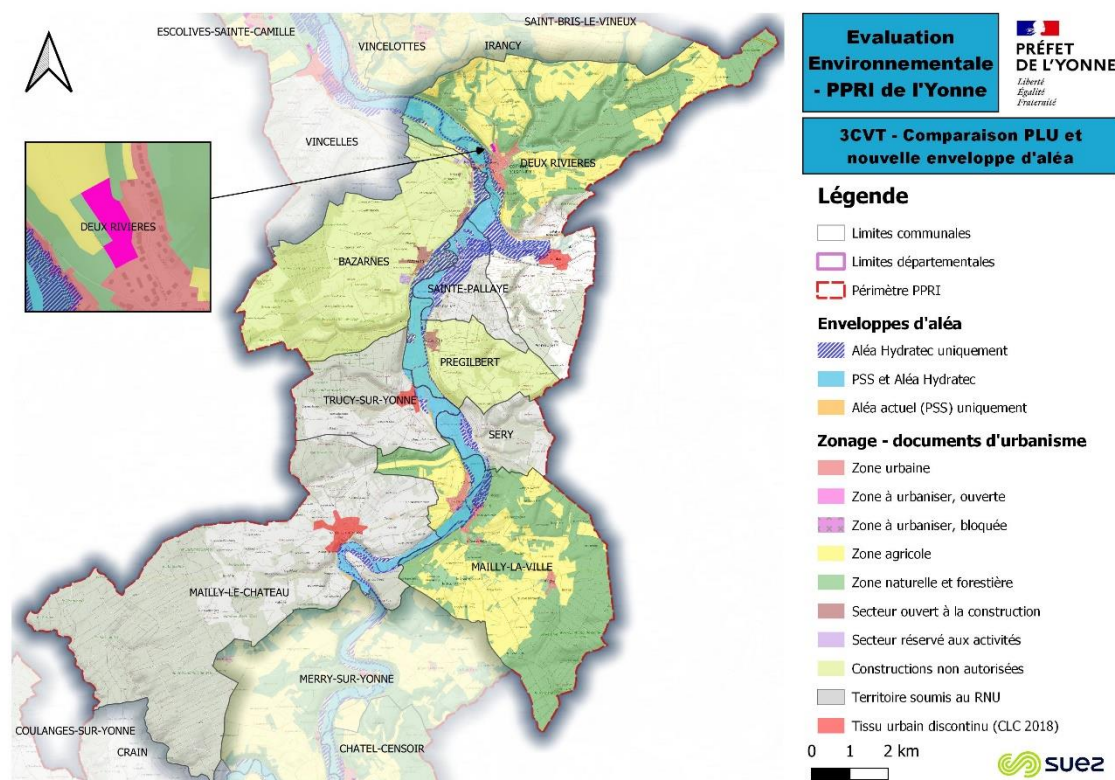 ESCOLIVES-SAINTE-CAMILLE
VINCELOTTES
SAINT-BRIS-LE-VINEUX
IRANCY
VINCELLES
DEUX RIVIERES
DEUX RIVIERES
BAZARNES
SAINTE-PALLAYE
PREGILBERT
TRUCY-SUR-YONNE
SERY
MAILLY-LA-VILLE
MAILLY-LE-CHATEAU
MERRY-SUR-YONNE
COULANGES-SUR-YONNE
CRAIN
CHATEL-CENSOIR
Evaluation
Environnementale
- PPRI de l'Yonne
PRÉFET
DE L'YONNE
Liberté
Égalité
Fraternité
3CVT - Comparaison PLU et
nouvelle enveloppe d'aléa
Légende
Limites communales
Limites départementales
Périmètre PPRI
Enveloppes d'aléa
Aléa Hydratec uniquement
PSS et Aléa Hydratec
Aléa actuel (PSS) uniquement
Zonage - documents d'urbanisme
Zone urbaine
Zone à urbaniser, ouverte
Zone à urbaniser, bloquée
Zone agricole
Zone naturelle et forestière
Secteur ouvert à la construction
Secteur réservé aux activités
Constructions non autorisées
Territoire soumis au RNU
Tissu urbain discontinu (CLC 2018)
0 1 2 km
suez